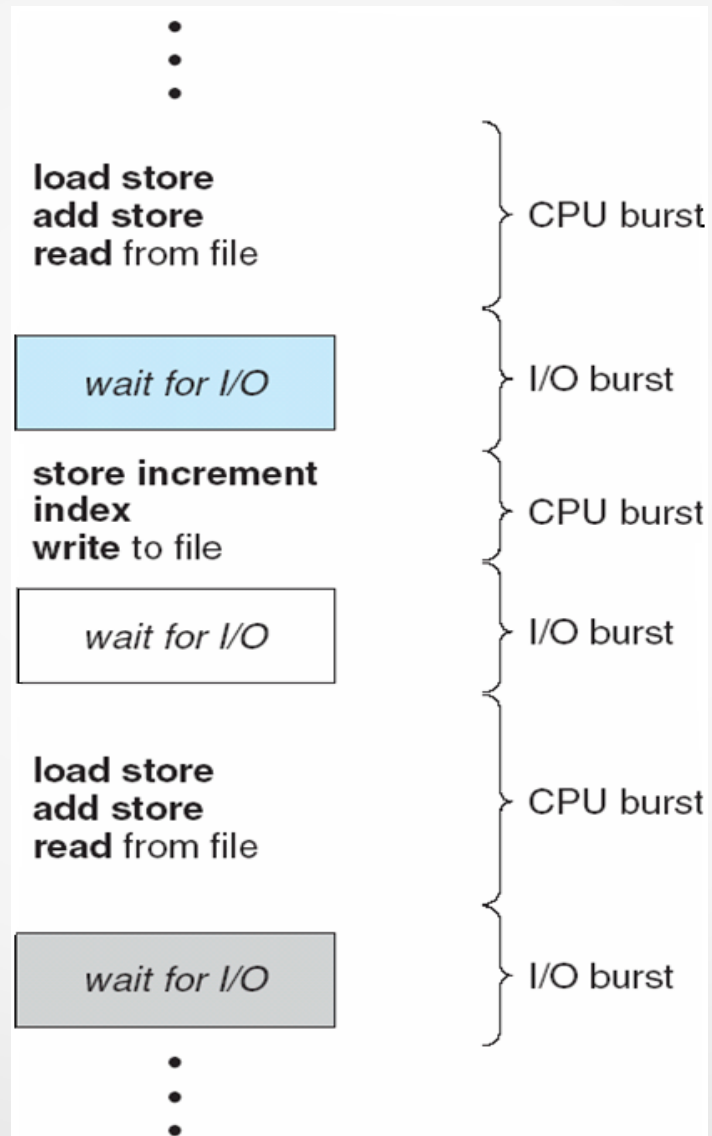 load store
add store
read from file
CPU burst
wait for I/O
I/O burst
store increment
index
write to file
CPU burst
wait for I/O
I/O burst
load store
add store
read from file
CPU burst
wait for I/O
I/O burst